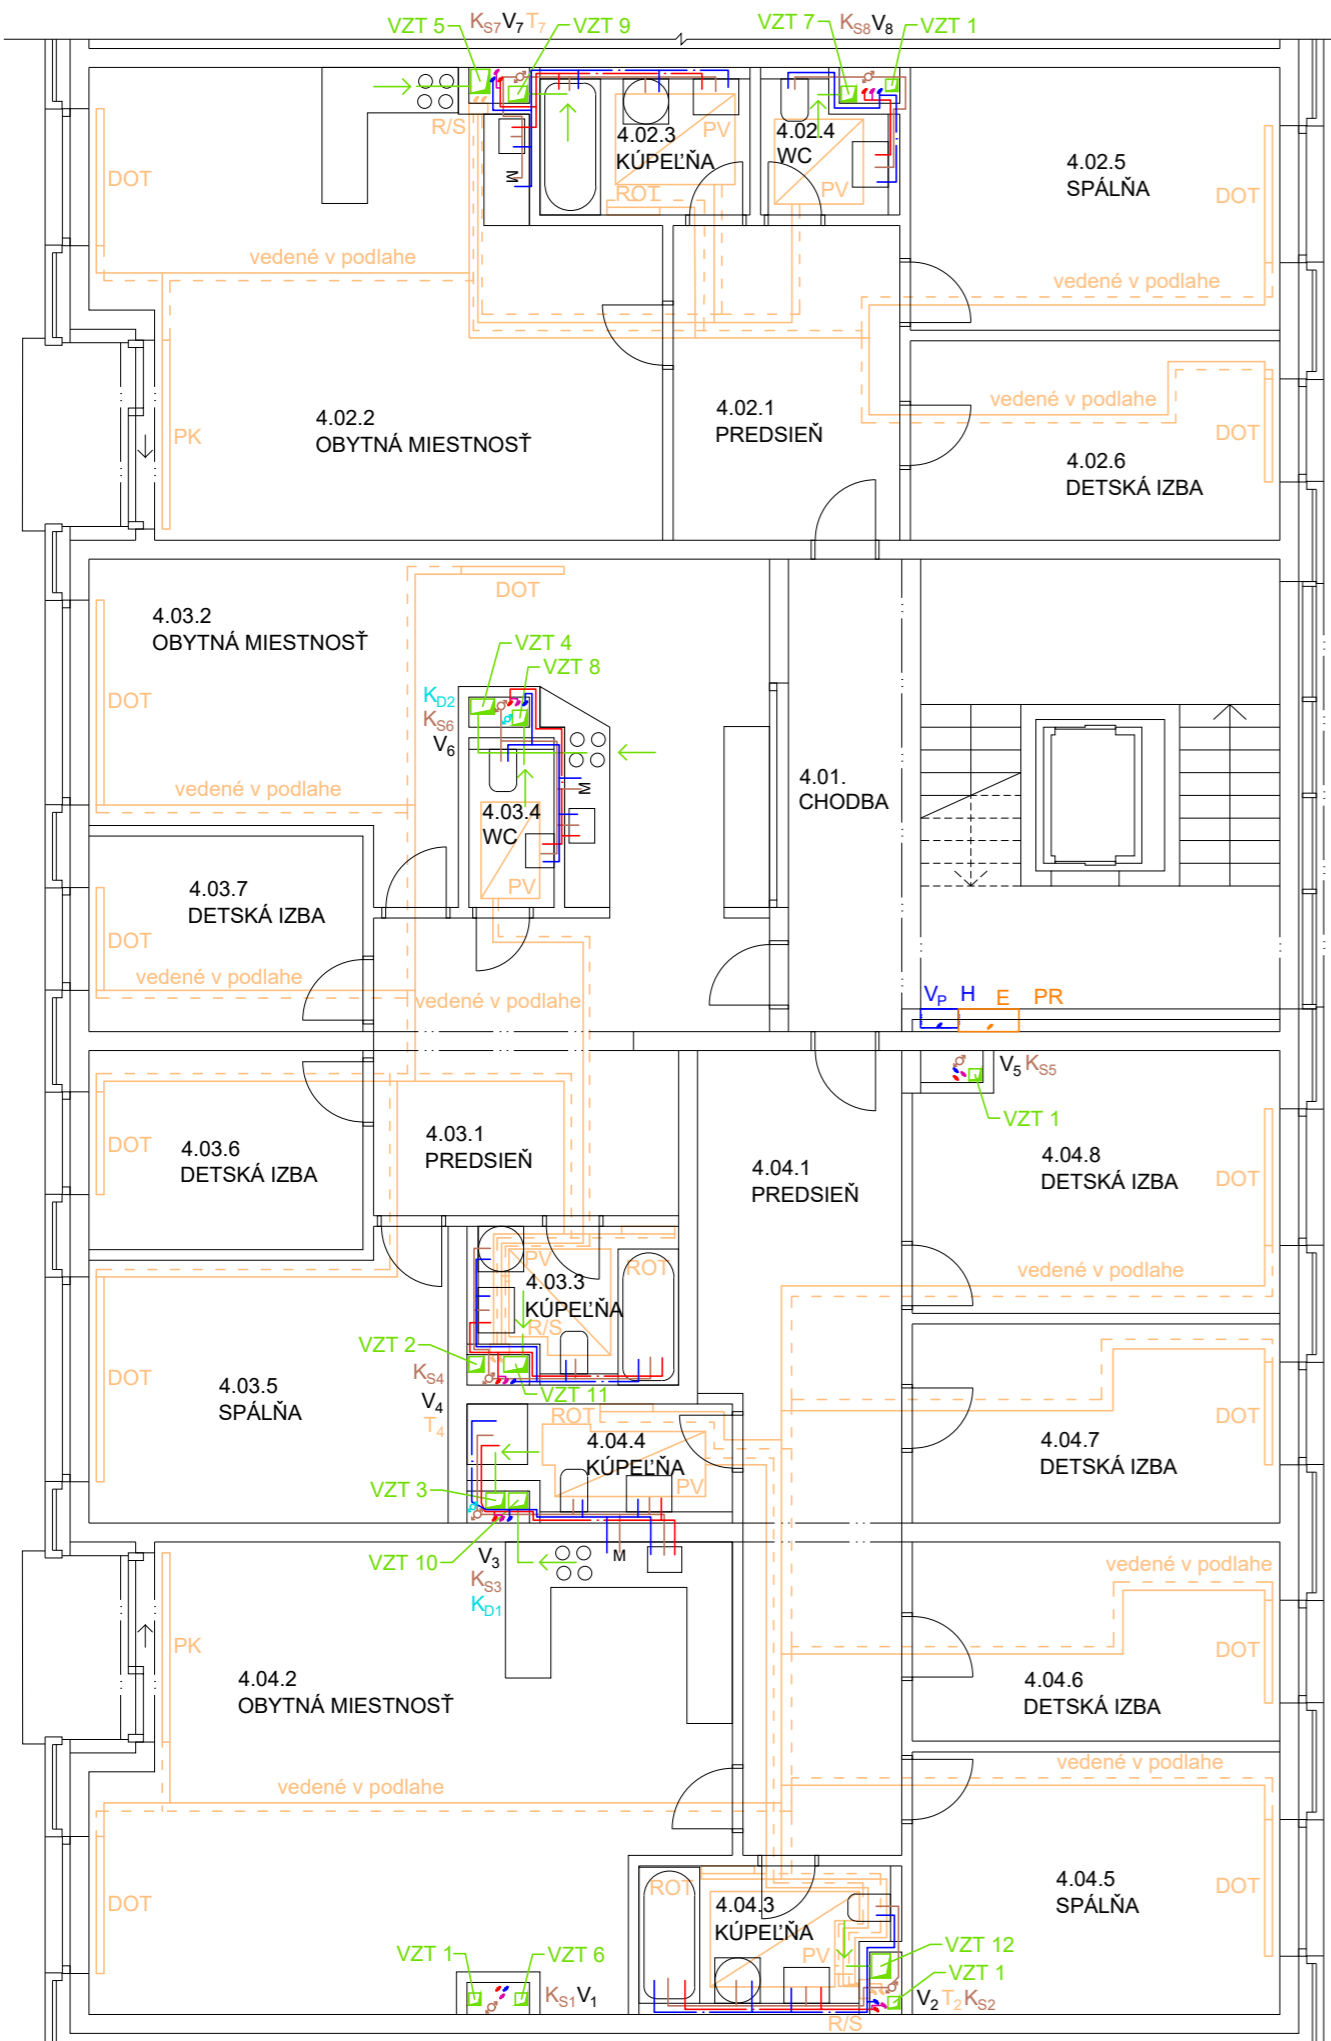 VZT 5
KS7 V7 T7
VZT 9
VZT 7
KS8 V8
VZT 1
R/S
M
4.02.3
KÚPEĽŇA
PV
ROT
4.02.4
WC
PV
4.02.5
SPÁLŇA
DOT
DOT
vedené v podlahe
vedené v podlahe
4.02.2
OBYTNÁ MIESTNOSŤ
PK
4.02.1
PREDSIEŇ
vedené v podlahe
DOT
4.02.6
DETSKÁ IZBA
DOT
4.03.2
OBYTNÁ MIESTNOSŤ
VZT 4
VZT 8
KD2
KS6
V6
DOT
M
vedené v podlahe
4.03.4
WC
PV
4.01.
CHODBA
4.03.7
DETSKÁ IZBA
DOT
vedené v podlahe
vedené v podlahe
VP H E PR
V5 KS5
VZT 1
4.03.6
DETSKÁ IZBA
DOT
4.03.1
PREDSIEŇ
4.04.1
PREDSIEŇ
4.04.8
DETSKÁ IZBA
DOT
PV
ROT
4.03.3
KÚPEĽŇA
R/S
vedené v podlahe
VZT 2
KS4
V4
T4
VZT 11
DOT
4.03.5
SPÁLŇA
ROT
4.04.4
KÚPEĽŇA
PV
DOT
4.04.7
DETSKÁ IZBA
VZT 3
VZT 10
V3
KS3
KD1
M
vedené v podlahe
PK
4.04.2
OBYTNÁ MIESTNOSŤ
DOT
4.04.6
DETSKÁ IZBA
vedené v podlahe
vedené v podlahe
DOT
ROT
4.04.3
KÚPEĽŇA
PV
4.04.5
SPÁLŇA
DOT
VZT 1
VZT 6
KS1 V1
VZT 12
VZT 1
V2 T2 KS2
R/S